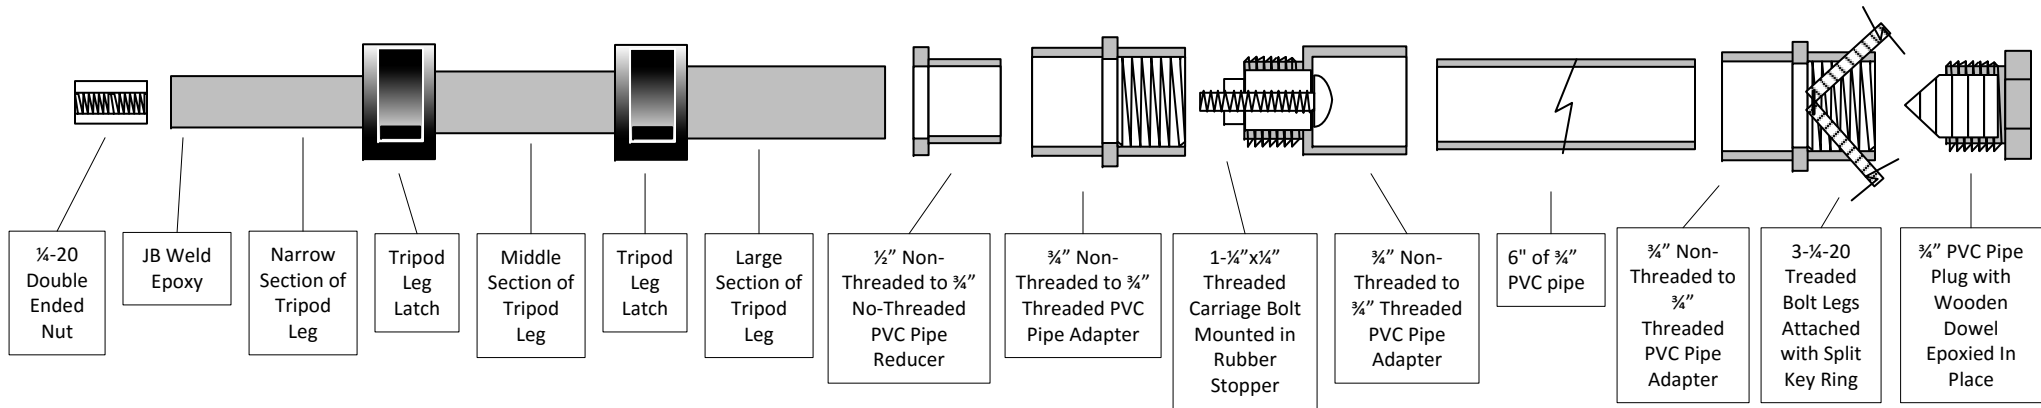 ¼-20
Double
Ended
Nut
JB Weld
Epoxy
Narrow
Section of
Tripod
Leg
Tripod
Leg
Latch
Middle
Section of
Tripod
Leg
Tripod
Leg
Latch
Large
Section of
Tripod
Leg
½” Non-
Threaded to ¾”
No-Threaded
PVC Pipe
Reducer
¾” Non-
Threaded to ¾”
Threaded PVC
Pipe Adapter
1-¼”x¼”
Threaded
Carriage Bolt
Mounted in
Rubber
Stopper
¾” Non-
Threaded to
¾” Threaded
PVC Pipe
Adapter
6" of ¾”
PVC pipe
¾” Non-
Threaded to
¾”
Threaded
PVC Pipe
Adapter
3-¼-20
Treaded
Bolt Legs
Attached
with Split
Key Ring
¾” PVC Pipe
Plug with
Wooden
Dowel
Epoxied In
Place